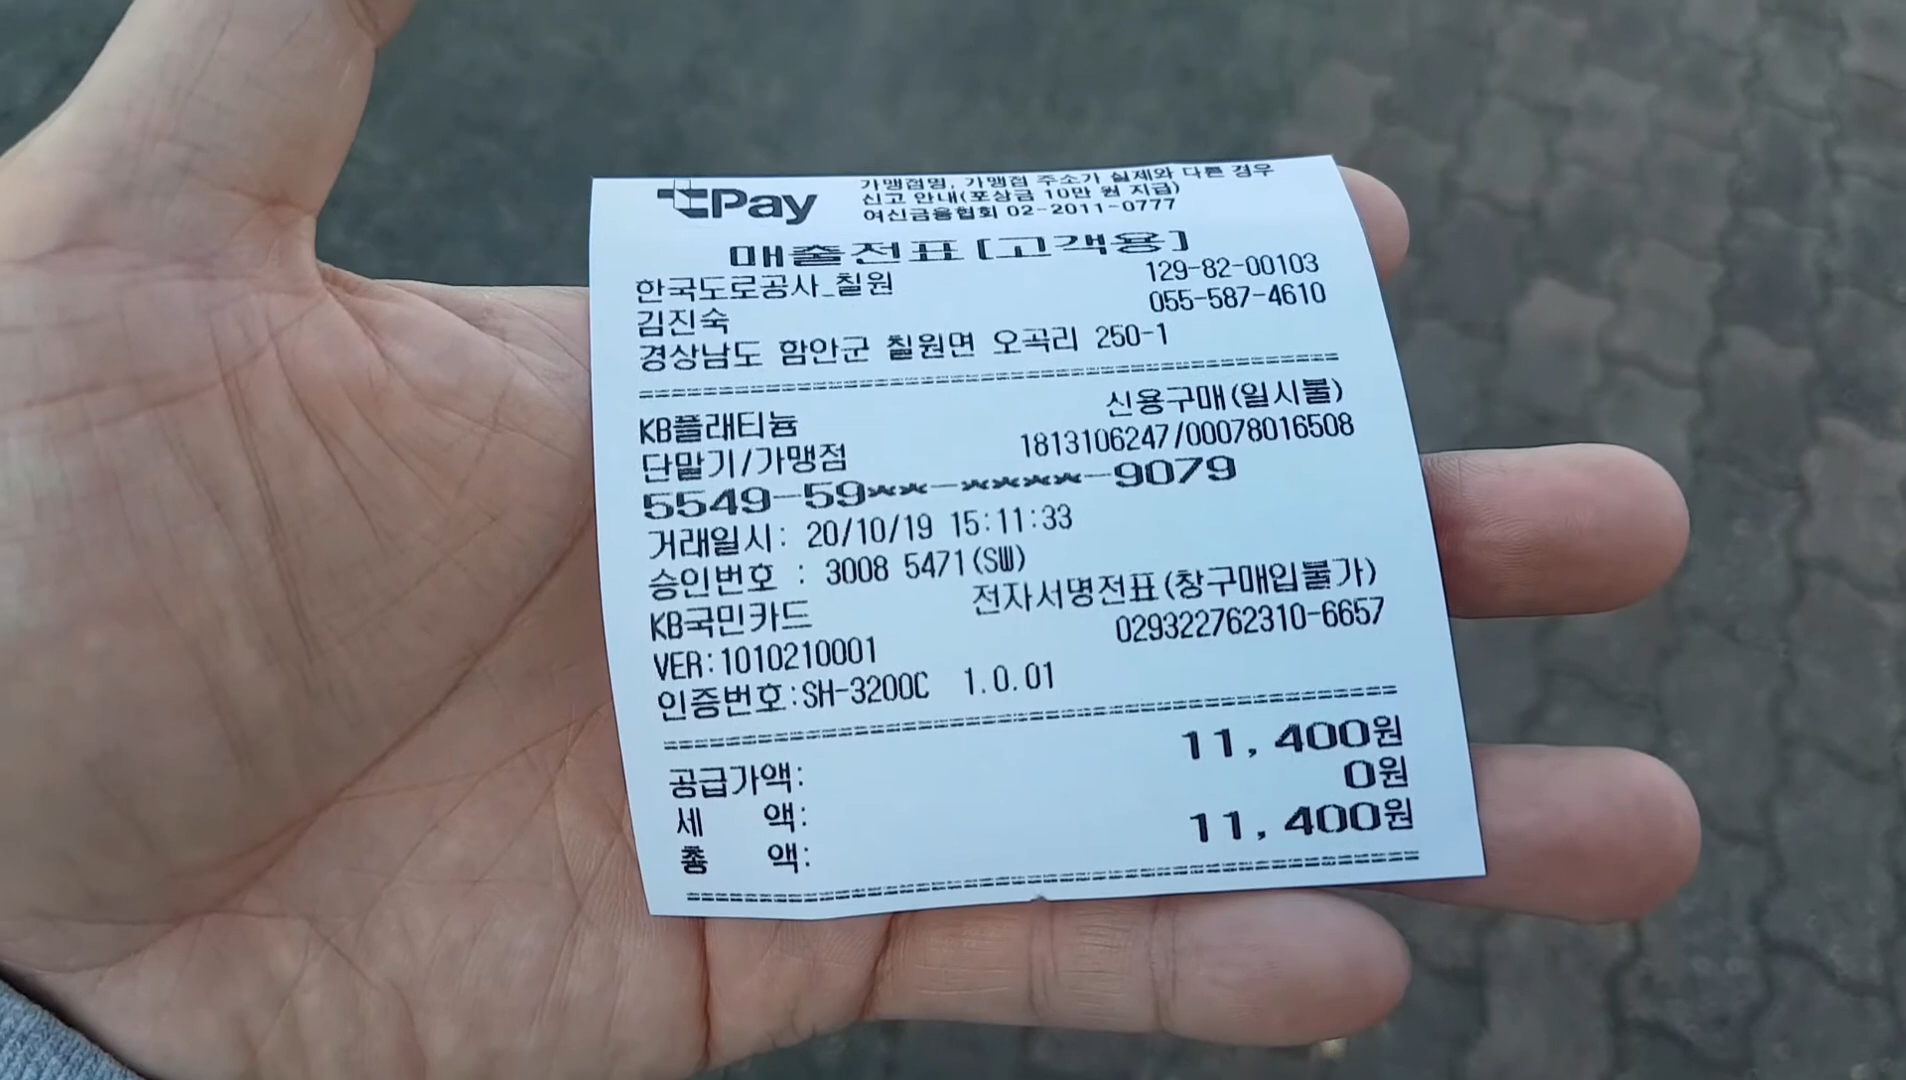 tPay
가맹점명, 가맹점 주소가 실제와 다른 경우
신고 안내(포상금 10만 원 지급)
여신금융협회 02-2011-0777
매출전표[고객용]
한국도로공사_칠원 129-82-00103
김진숙 055-587-4610
경상남도 함안군 칠원면 오곡리 250-1
KB플래티늄 신용구매(일시불)
단말기/가맹점 1813106247/00078016508
5549-59**-****-9079
거래일시: 20/10/19 15:11:33
승인번호 : 3008 5471(SW)
KB국민카드 전자서명전표(창구매입불가)
VER:1010210001 029322762310-6657
인증번호:SH-3200C 1.0.01
공급가액: 11,400원
세 액: 0원
총 액: 11,400원